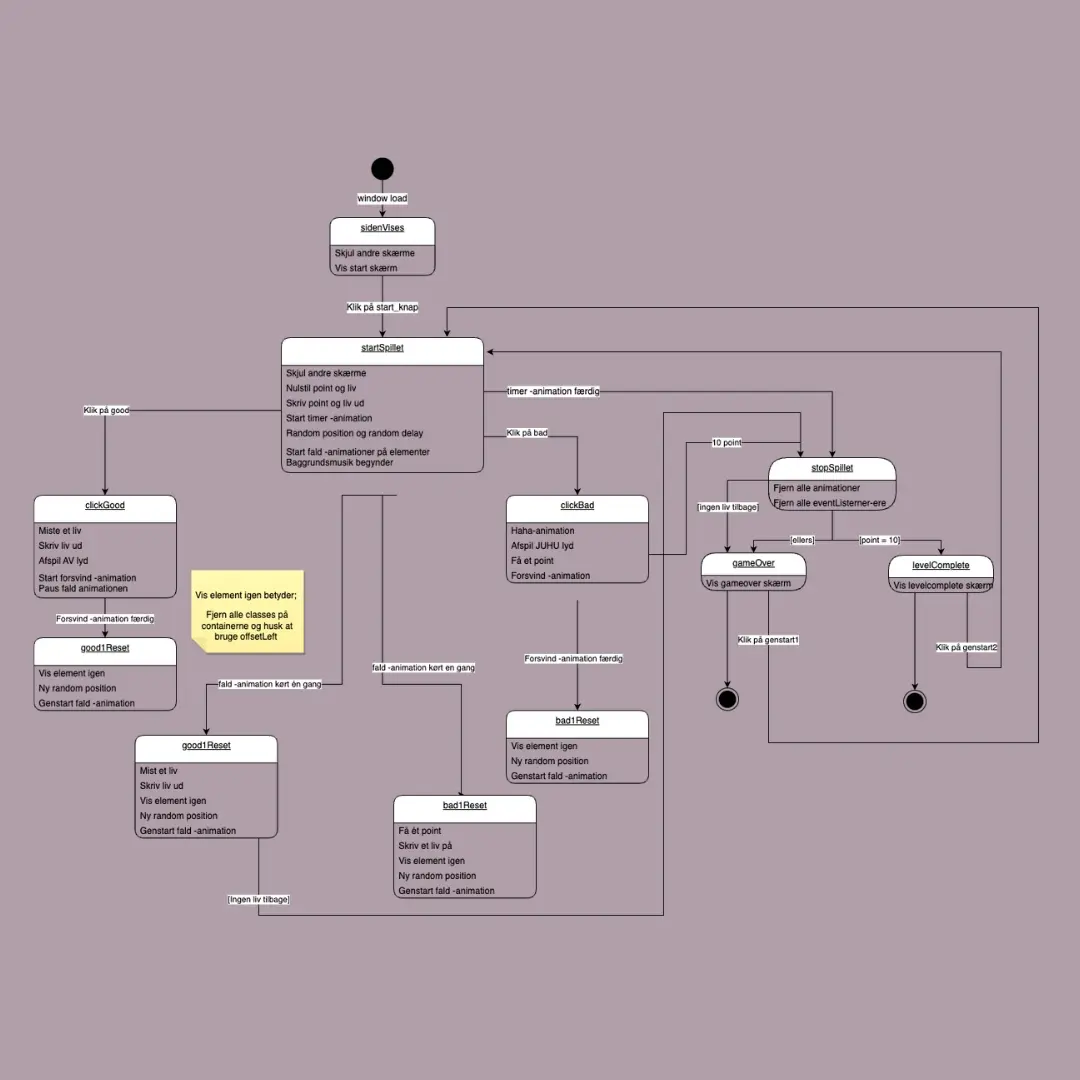 window load
sidenVises
Skjul andre skærme
Vis start skærm
Klik på start_knap
startSpillet
Skjul andre skærme
Nulstil point og liv
Skriv point og liv ud
Start timer -animation
Random position og random delay
Start fald -animationer på elementer
Baggrundsmusik begynder
timer -animation færdig
Klik på good
Klik på bad
10 point
stopSpillet
Fjern alle animationer
Fjern alle eventListerner-ere
clickGood
Miste et liv
Skriv liv ud
Afspil AV lyd
Start forsvind -animation
Paus fald animationen
clickBad
Haha-animation
Afspil JUHU lyd
Få et point
Forsvind -animation
[ingen liv tilbage]
[ellers]
[point = 10]
gameOver
Vis gameover skærm
levelComplete
Vis levelcomplete skærm
Vis element igen betyder;
Fjern alle classes på
containerne og husk at
bruge offsetLeft
Forsvind -animation færdig
good1Reset
Vis element igen
Ny random position
Genstart fald -animation
Klik på genstart1
Klik på genstart2
Forsvind -animation færdig
fald -animation kørt en gang
fald -animation kørt én gang
bad1Reset
Vis element igen
Ny random position
Genstart fald -animation
good1Reset
Mist et liv
Skriv liv ud
Vis element igen
Ny random position
Genstart fald -animation
bad1Reset
Få ét point
Skriv et liv på
Vis element igen
Ny random position
Genstart fald -animation
[Ingen liv tilbage]